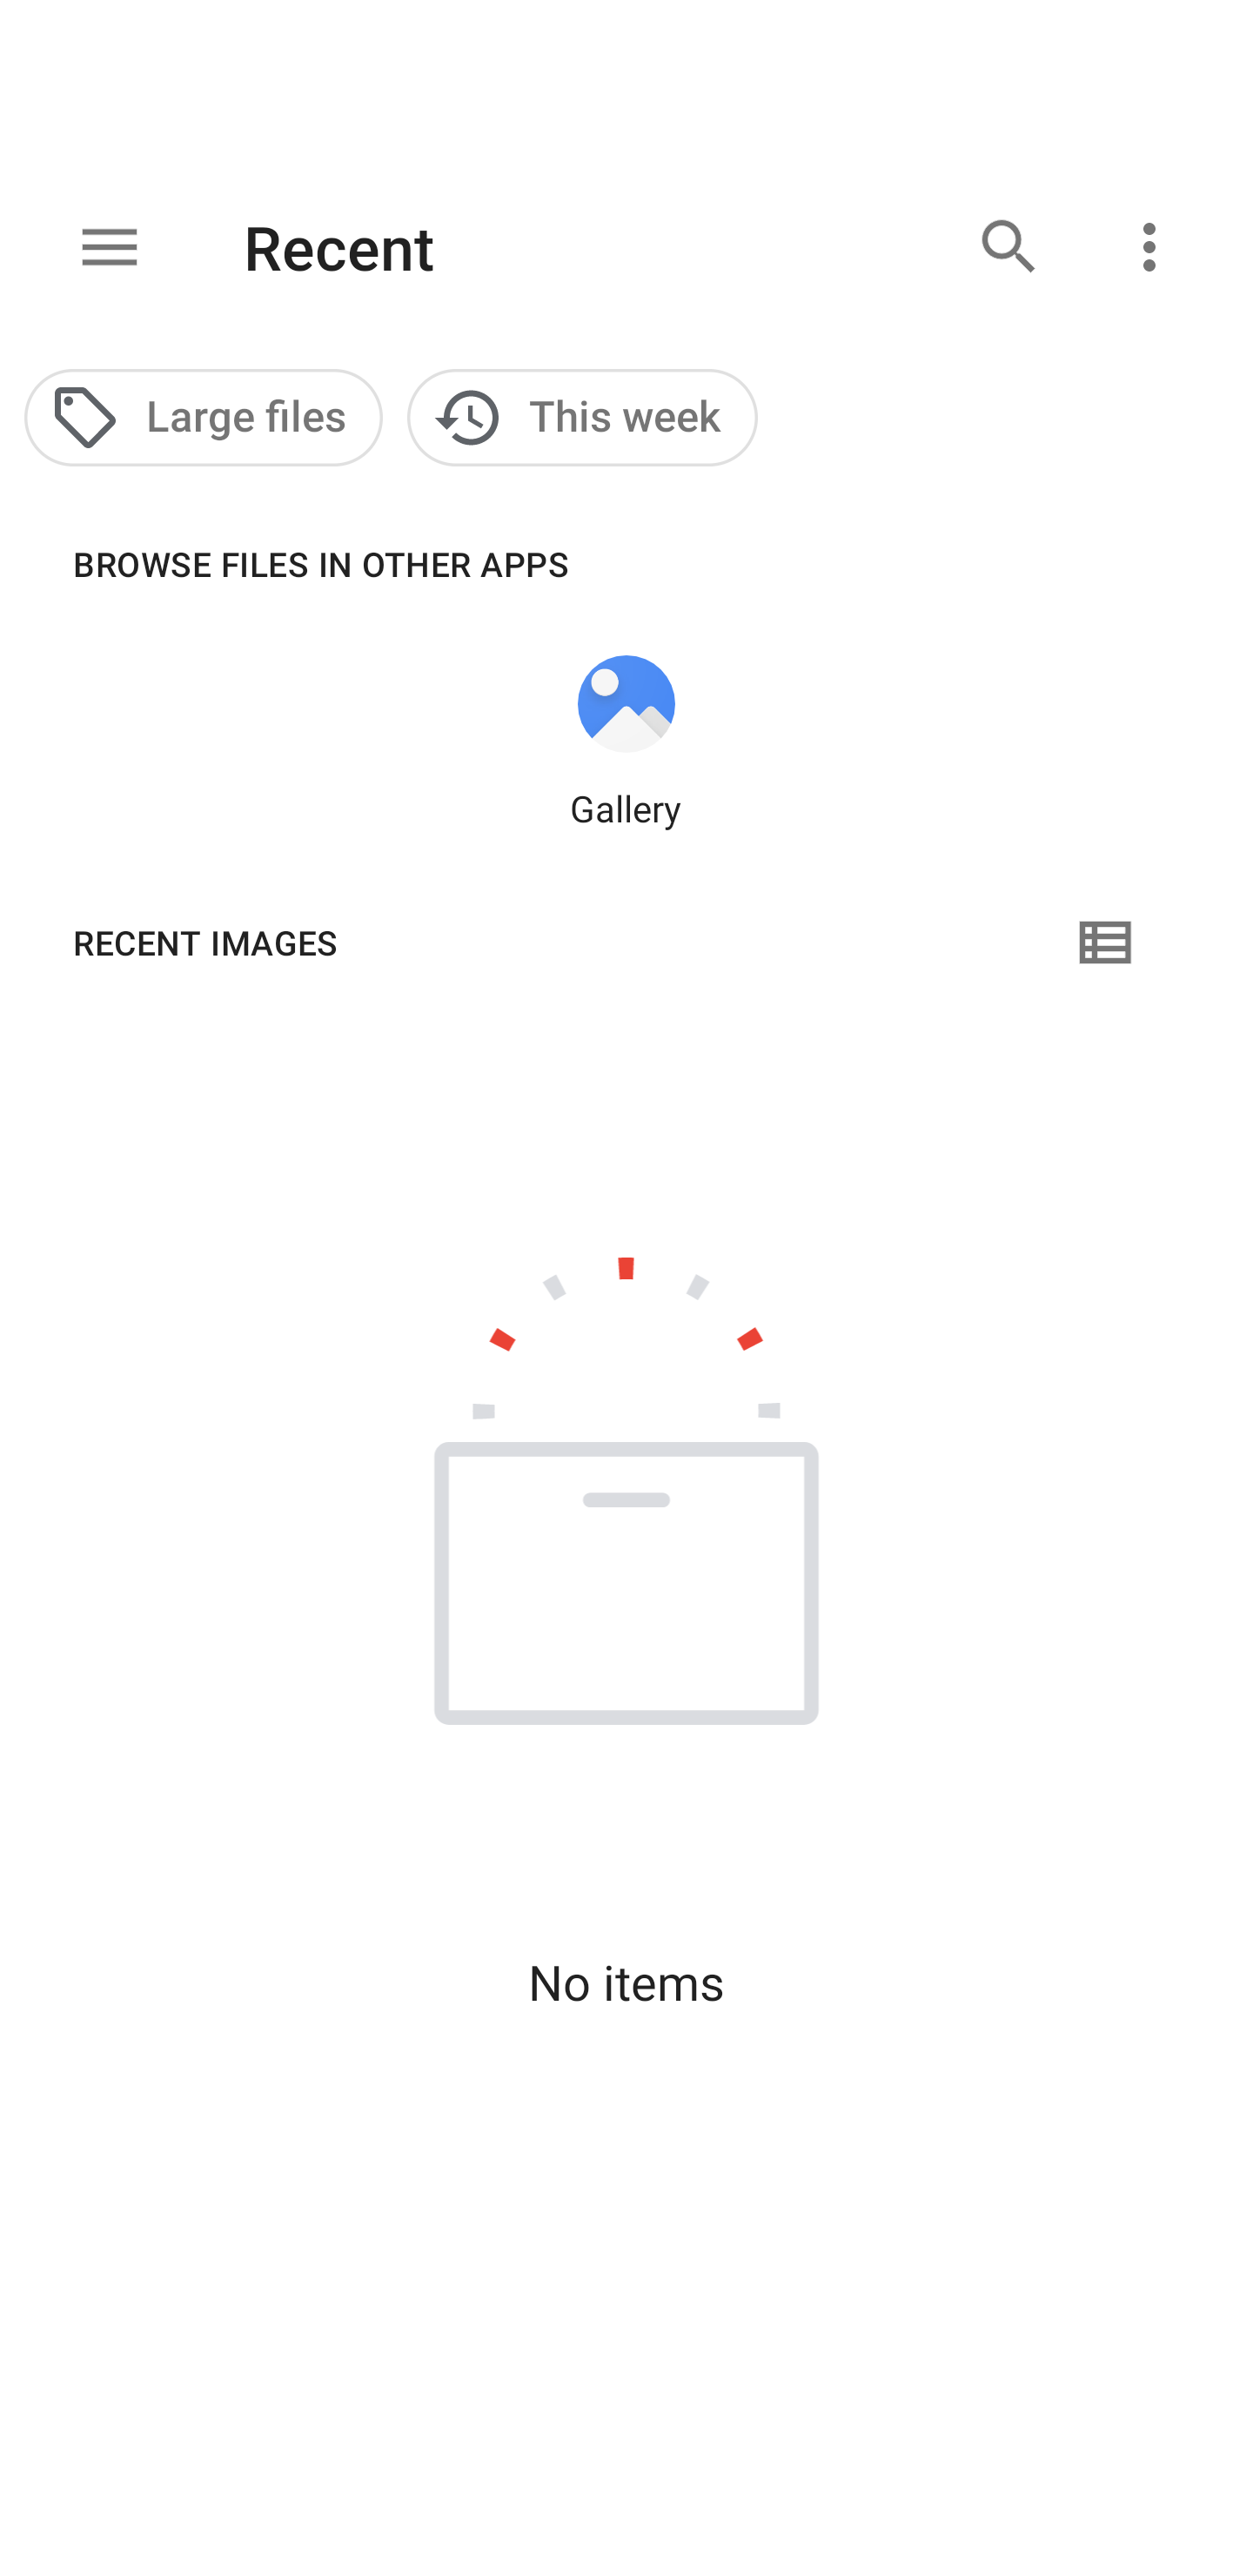 Recent
Large files
This week
BROWSE FILES IN OTHER APPS
Gallery
RECENT IMAGES
No items